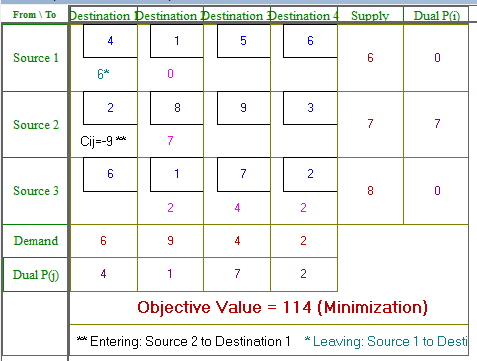 From \ To Destination 1 Destination 2 Destination 3 Destination 4 Supply Dual P(i)
4 1 5 6
Source 1 6 0
6* 0
2 8 9 3
Source 2 7 7
Cij=-9 ** 7
6 1 7 2
Source 3 8 0
2 4 2
Demand 6 9 4 2
Dual P(j) 4 1 7 2
Objective Value = 114 (Minimization)
** Entering: Source 2 to Destination 1 * Leaving: Source 1 to Desti